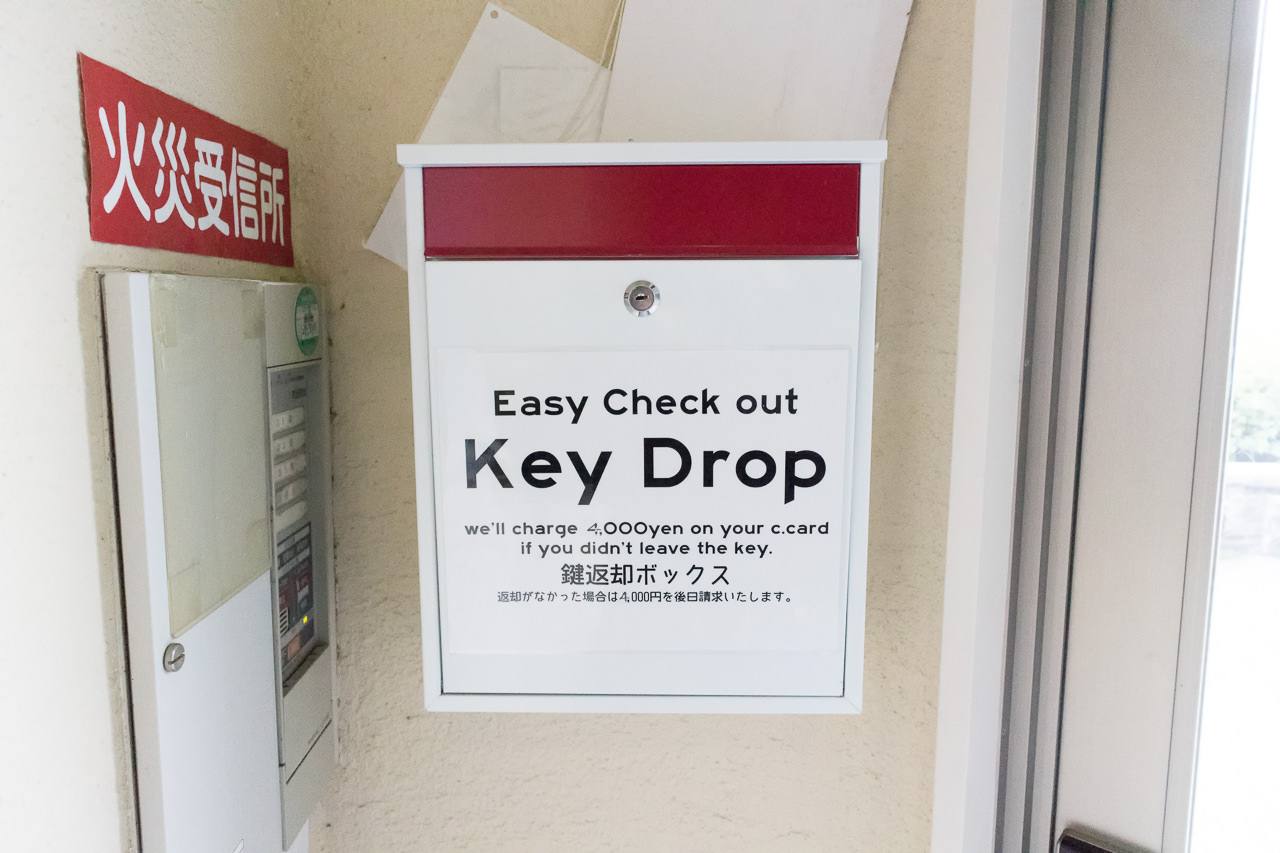 火災受信所
Easy Check out
Key Drop
we'll charge 4,000yen on your c.card
if you didn't leave the key.
鍵返却ボックス
返却がなかった場合は4,000円を後日請求いたします。